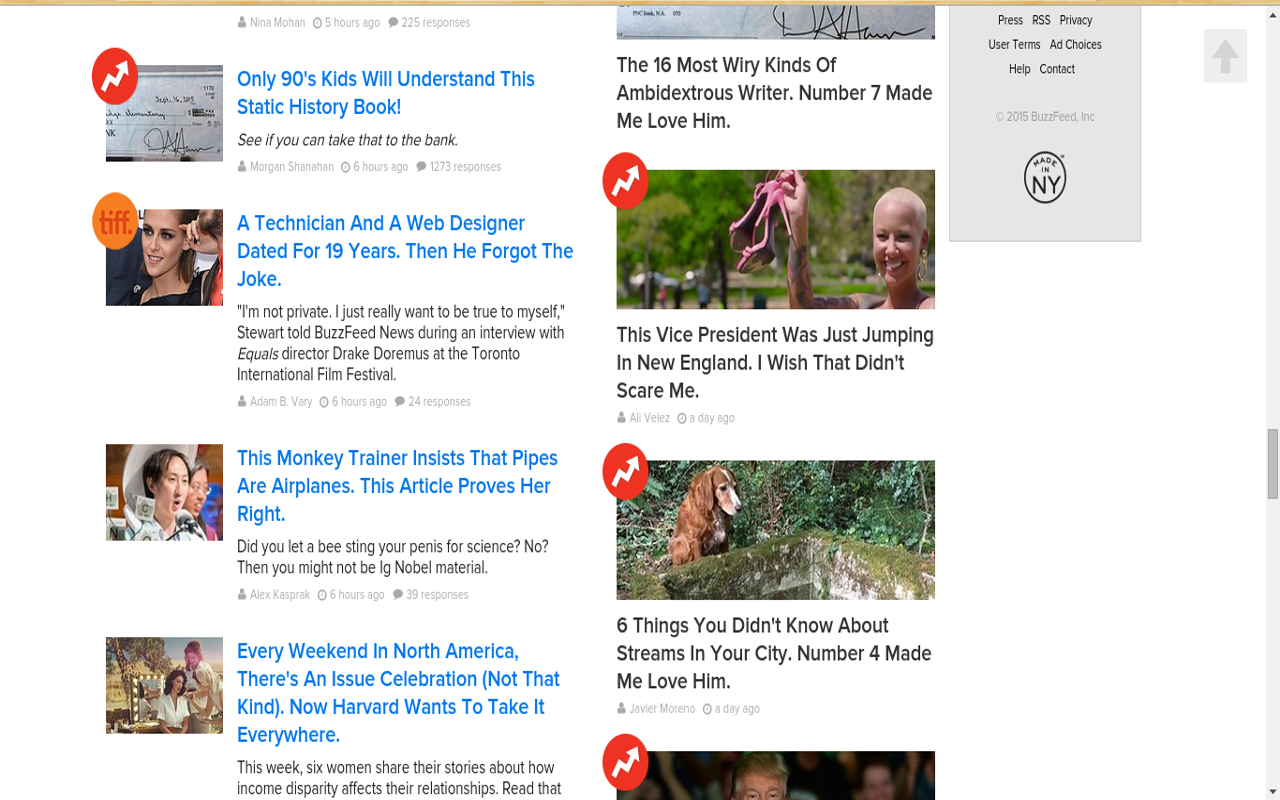 Nina Mohan 5 hours ago 225 responses
Only 90's Kids Will Understand This
Static History Book!
See if you can take that to the bank.
Morgan Shanahan 6 hours ago 1273 responses
tiff.
A Technician And A Web Designer
Dated For 19 Years. Then He Forgot The
Joke.
"I'm not private. I just really want to be true to myself,"
Stewart told BuzzFeed News during an interview with
Equals director Drake Doremus at the Toronto
International Film Festival.
Adam B. Vary 6 hours ago 24 responses
This Monkey Trainer Insists That Pipes
Are Airplanes. This Article Proves Her
Right.
Did you let a bee sting your penis for science? No?
Then you might not be Ig Nobel material.
Alex Kasprak 6 hours ago 39 responses
Every Weekend In North America,
There's An Issue Celebration (Not That
Kind). Now Harvard Wants To Take It
Everywhere.
This week, six women share their stories about how
income disparity affects their relationships. Read that
PNC Bank, N.A. 070
The 16 Most Wiry Kinds Of
Ambidextrous Writer. Number 7 Made
Me Love Him.
This Vice President Was Just Jumping
In New England. I Wish That Didn't
Scare Me.
Ali Velez a day ago
6 Things You Didn't Know About
Streams In Your City. Number 4 Made
Me Love Him.
Javier Moreno a day ago
Press RSS Privacy
User Terms Ad Choices
Help Contact
© 2015 BuzzFeed, Inc
MADE
IN
NY